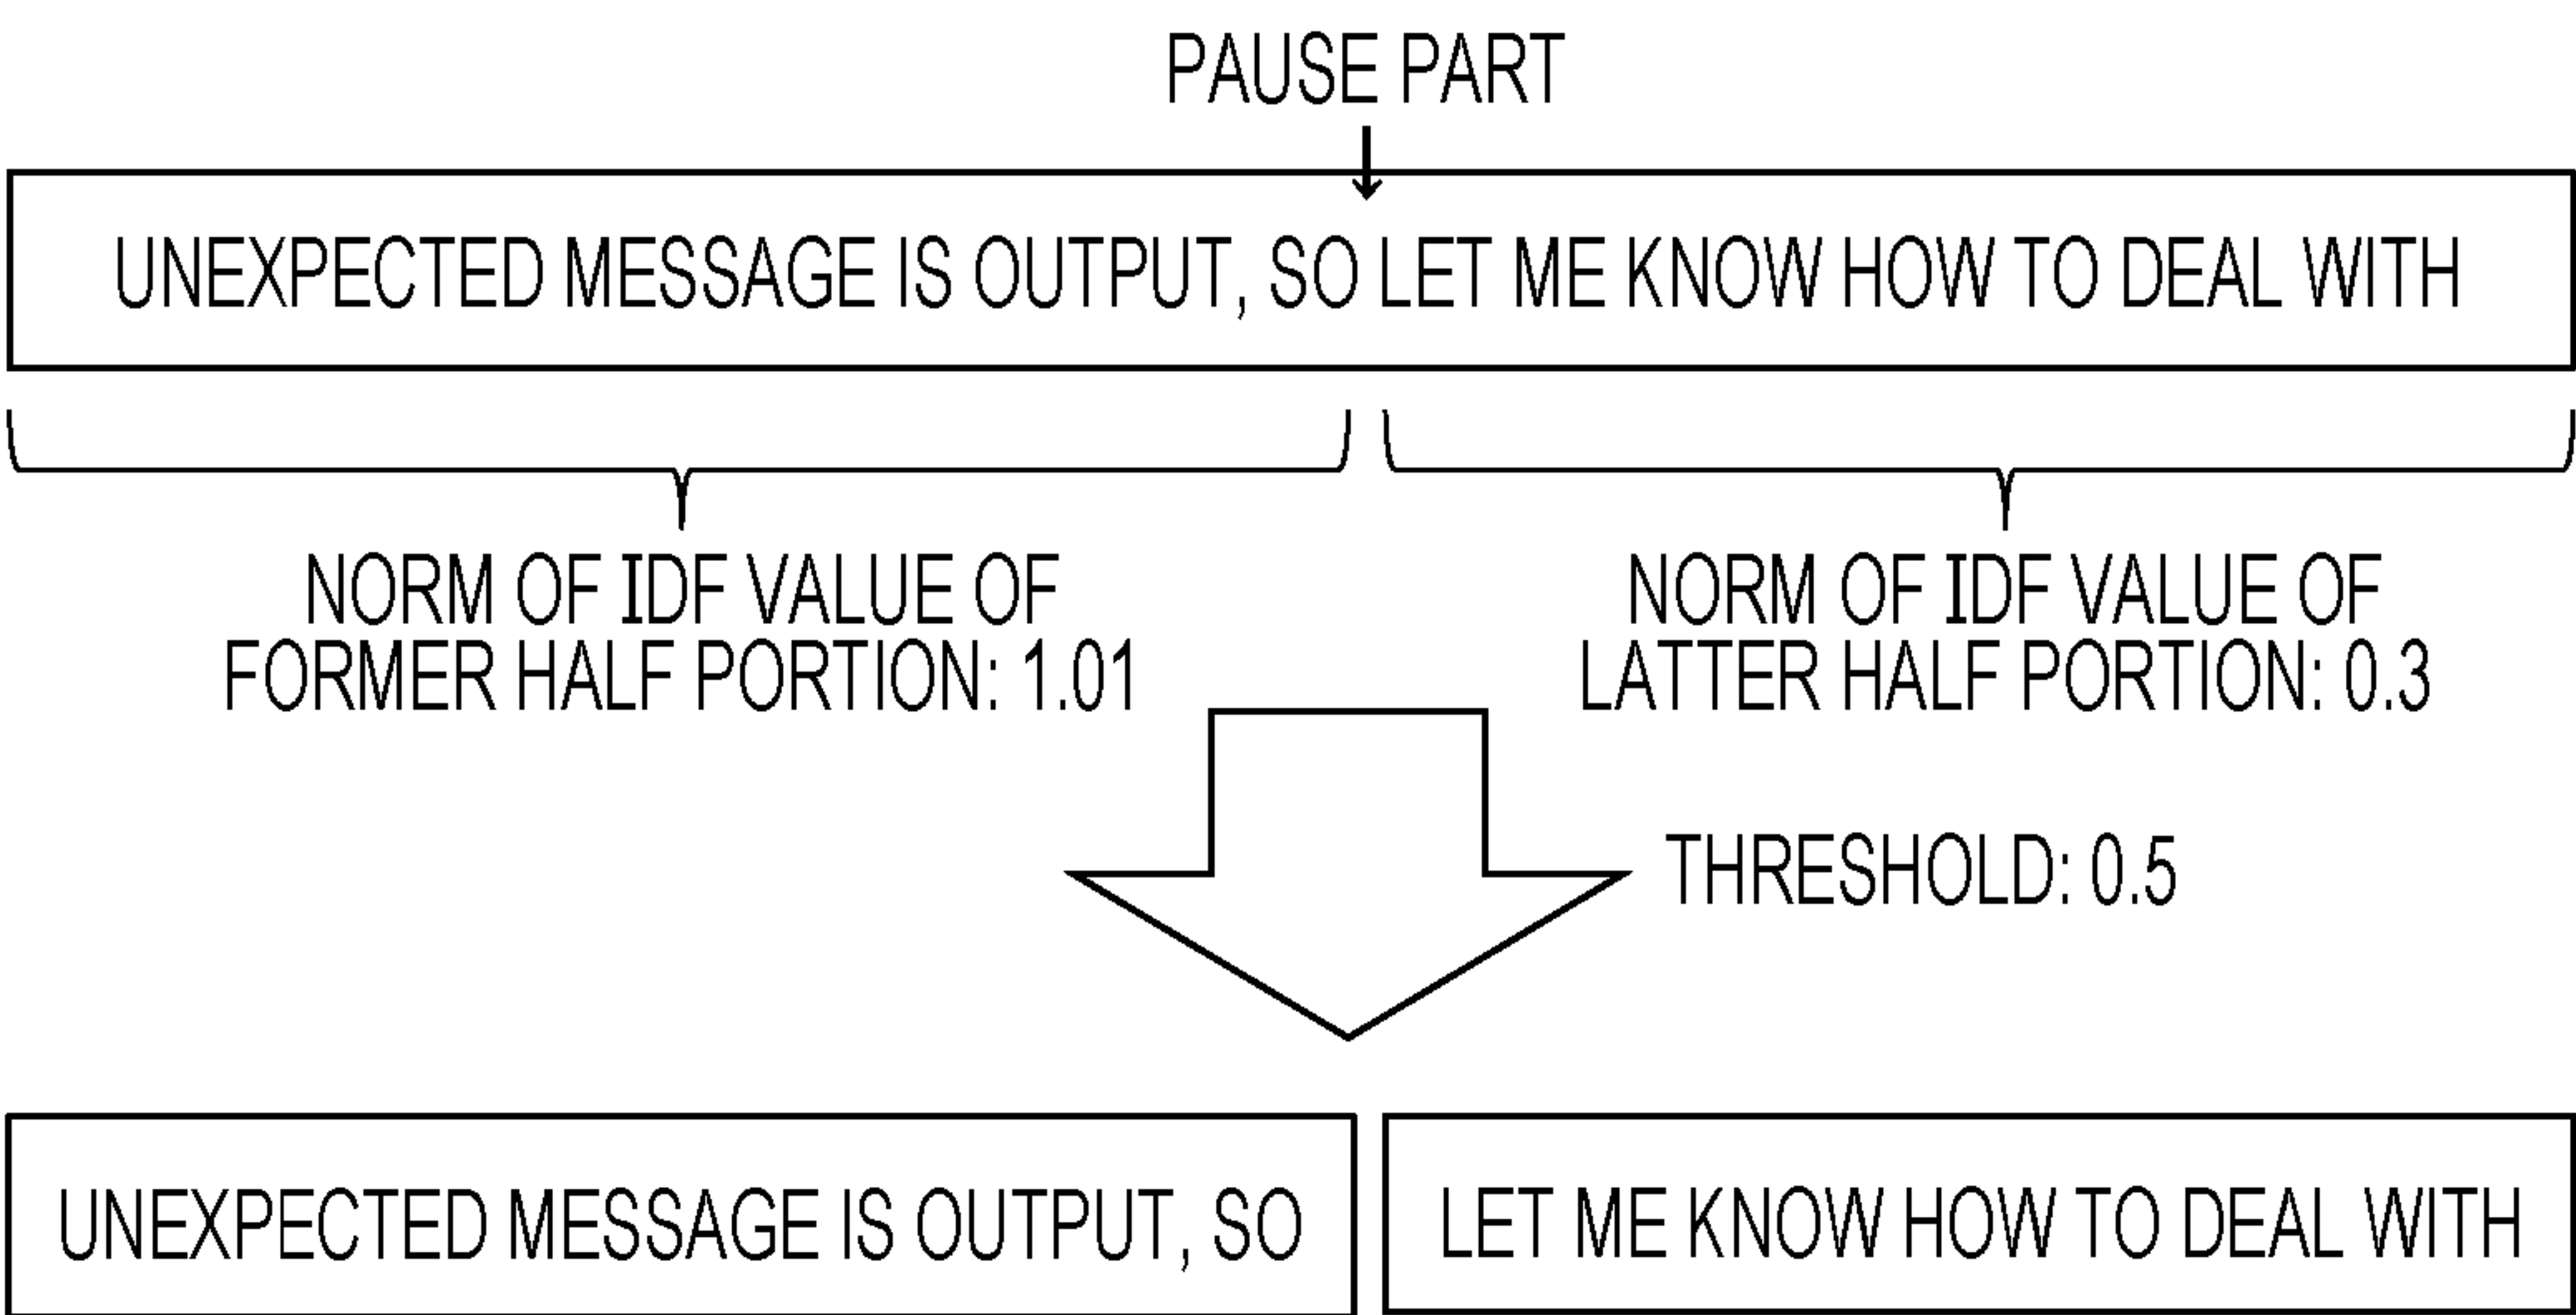 PAUSE PART
UNEXPECTED MESSAGE IS OUTPUT, SO LET ME KNOW HOW TO DEAL WITH
NORM OF IDF VALUE OF
FORMER HALF PORTION: 1.01
NORM OF IDF VALUE OF
LATTER HALF PORTION: 0.3
THRESHOLD: 0.5
UNEXPECTED MESSAGE IS OUTPUT, SO
LET ME KNOW HOW TO DEAL WITH